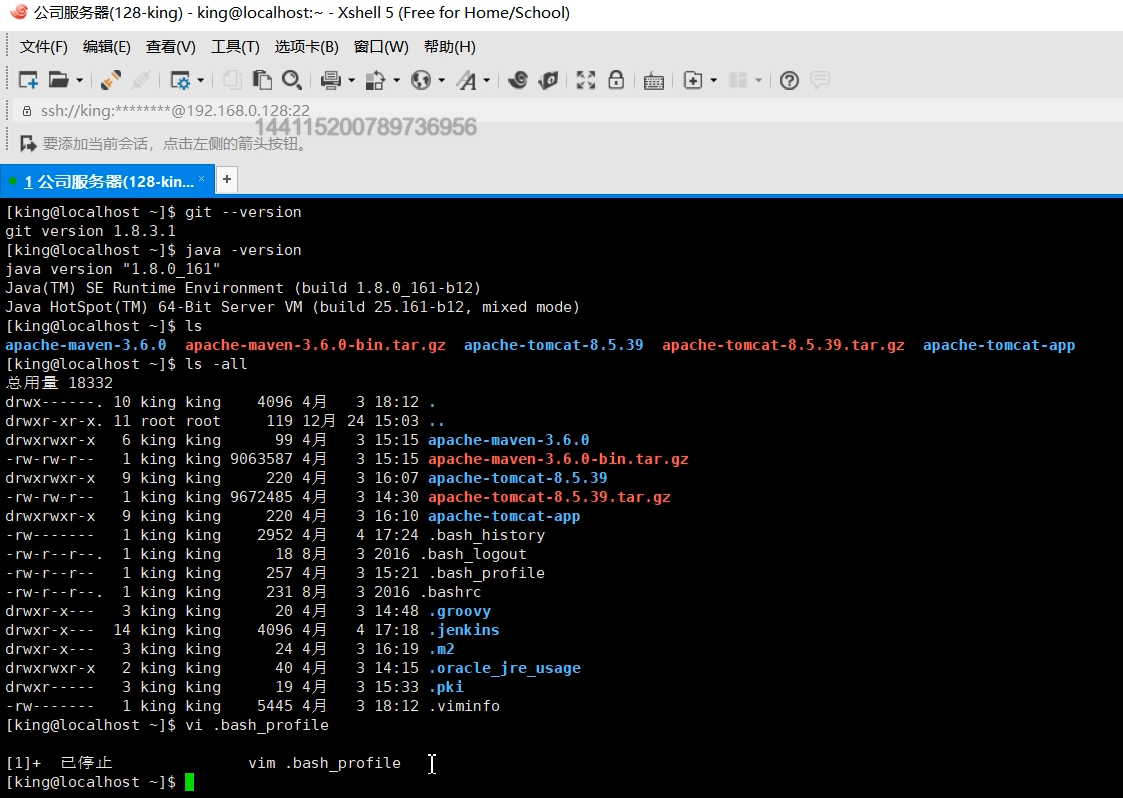 公司服务器(128-king) - king@localhost:~ - Xshell 5 (Free for Home/School)
文件(F) 编辑(E) 查看(V) 工具(T) 选项卡(B) 窗口(W) 帮助(H)
ssh://king:********@192.168.0.128:22
144115200789736956
要添加当前会话，点击左侧的箭头按钮。
1 公司服务器(128-kin... × +
[king@localhost ~]$ git --version
git version 1.8.3.1
[king@localhost ~]$ java -version
java version "1.8.0_161"
Java(TM) SE Runtime Environment (build 1.8.0_161-b12)
Java HotSpot(TM) 64-Bit Server VM (build 25.161-b12, mixed mode)
[king@localhost ~]$ ls
apache-maven-3.6.0  apache-maven-3.6.0-bin.tar.gz  apache-tomcat-8.5.39  apache-tomcat-8.5.39.tar.gz  apache-tomcat-app
[king@localhost ~]$ ls -all
总用量 18332
drwx------. 10 king king    4096 4月   3 18:12 .
drwxr-xr-x. 11 root root     119 12月 24 15:03 ..
drwxrwxr-x   6 king king      99 4月   3 15:15 apache-maven-3.6.0
-rw-rw-r--   1 king king 9063587 4月   3 15:15 apache-maven-3.6.0-bin.tar.gz
drwxrwxr-x   9 king king     220 4月   3 16:07 apache-tomcat-8.5.39
-rw-rw-r--   1 king king 9672485 4月   3 14:30 apache-tomcat-8.5.39.tar.gz
drwxrwxr-x   9 king king     220 4月   3 16:10 apache-tomcat-app
-rw-------   1 king king    2952 4月   4 17:24 .bash_history
-rw-r--r--.  1 king king      18 8月   3 2016 .bash_logout
-rw-r--r--   1 king king     257 4月   3 15:21 .bash_profile
-rw-r--r--.  1 king king     231 8月   3 2016 .bashrc
drwxr-x---   3 king king      20 4月   3 14:48 .groovy
drwxr-x---  14 king king    4096 4月   4 17:18 .jenkins
drwxr-x---   3 king king      24 4月   3 16:19 .m2
drwxrwxr-x   2 king king      40 4月   3 14:15 .oracle_jre_usage
drwxr-----   3 king king      19 4月   3 15:33 .pki
-rw-------   1 king king    5445 4月   3 18:12 .viminfo
[king@localhost ~]$ vi .bash_profile
[1]+  已停止               vim .bash_profile
[king@localhost ~]$